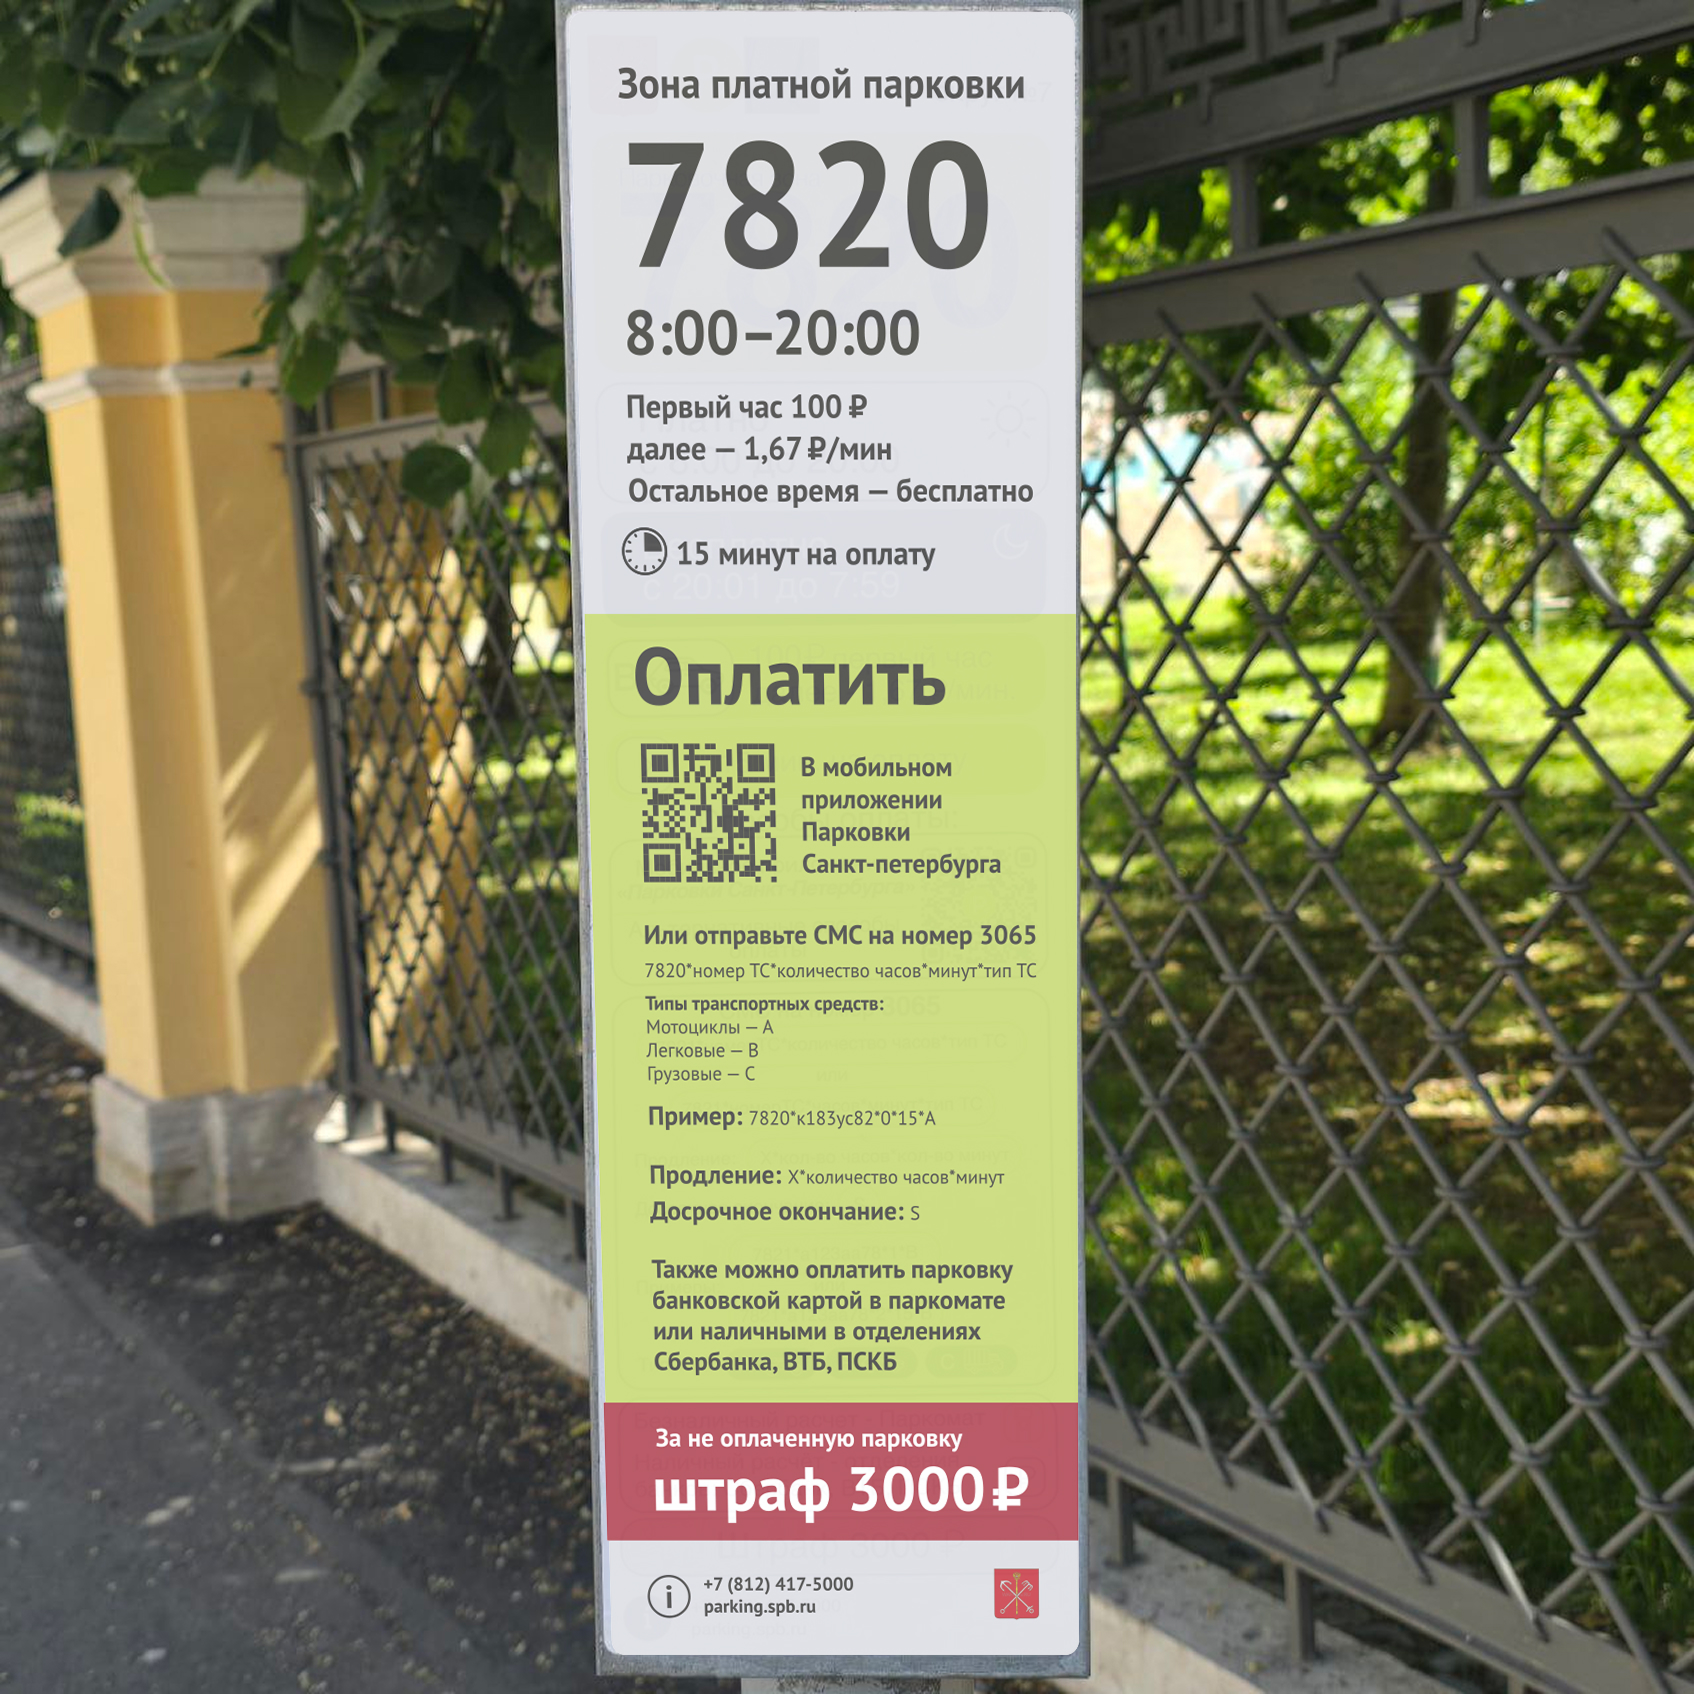 Зона платной парковки
7820
8:00–20:00
Первый час 100 ₽
далее — 1,67 ₽/мин
Остальное время — бесплатно
15 минут на оплату
Оплатить
В мобильном
приложении
Парковки
Санкт-петербурга
Или отправьте СМС на номер 3065
7820*номер ТС*количество часов*минут*тип ТС
Типы транспортных средств:
Мотоциклы — А
Легковые — В
Грузовые — С
Пример: 7820*к183ус82*0*15*А
Продление: Х*количество часов*минут
Досрочное окончание: S
Также можно оплатить парковку
банковской картой в паркомате
или наличными в отделениях
Сбербанка, ВТБ, ПСКБ
За не оплаченную парковку
штраф 3000 ₽
i
+7 (812) 417-5000
parking.spb.ru